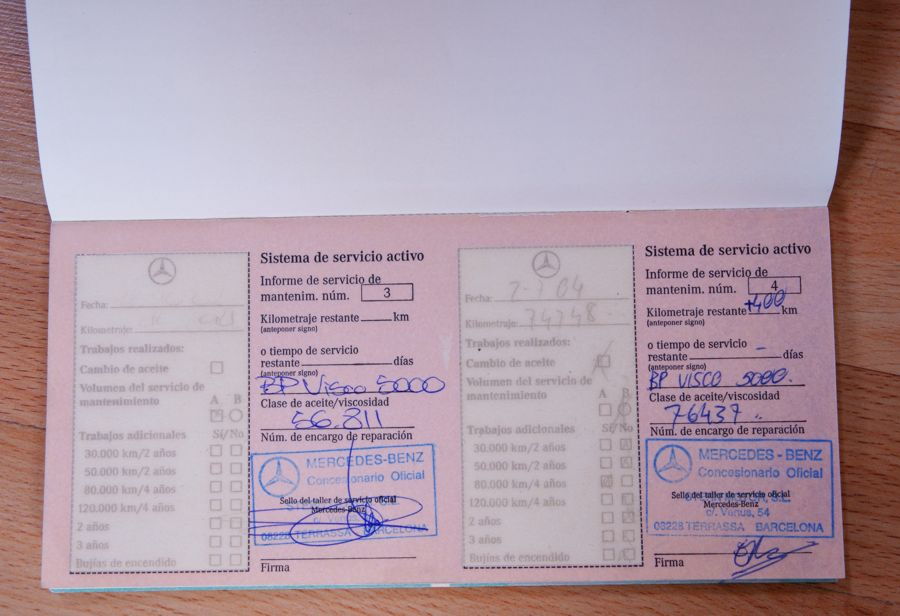 Sistema de servicio activo
Informe de servicio de
mantenim. núm. 3
Kilometraje restante km
(anteponer signo)
o tiempo de servicio
restante días
(anteponer signo)
BP Visco 5000
Clase de aceite/viscosidad
56.811
Núm. de encargo de reparación
MERCEDES-BENZ
Concesionario Oficial
Sello del taller de servicio oficial
Mercedes-Benz
08228 TERRASSA BARCELONA
Firma
Fecha:
Kilometraje:
Trabajos realizados:
Cambio de aceite
Volumen del servicio de
mantenimiento
A B
Trabajos adicionales Sí/No
30.000 km/2 años
50.000 km/2 años
80.000 km/4 años
120.000 km/4 años
2 años
3 años
Bujías de encendido
Sistema de servicio activo
Informe de servicio de
mantenim. núm. 4
Kilometraje restante +400 km
(anteponer signo)
o tiempo de servicio
restante – días
(anteponer signo)
BP VISCO 5000.
Clase de aceite/viscosidad
76437
Núm. de encargo de reparación
MERCEDES - BENZ
Concesionario Oficial
Sello del taller de servicio oficial
Mercedes-Benz
c/. Venus, 54
08228 TERRASSA BARCELONA
Firma
Fecha: 7-7 04
Kilometraje: 74748
Trabajos realizados:
Cambio de aceite
Volumen del servicio de
mantenimiento
A B
Trabajos adicionales Sí/No
30.000 km/2 años
50.000 km/2 años
80.000 km/4 años
120.000 km/4 años
2 años
3 años
Bujías de encendido